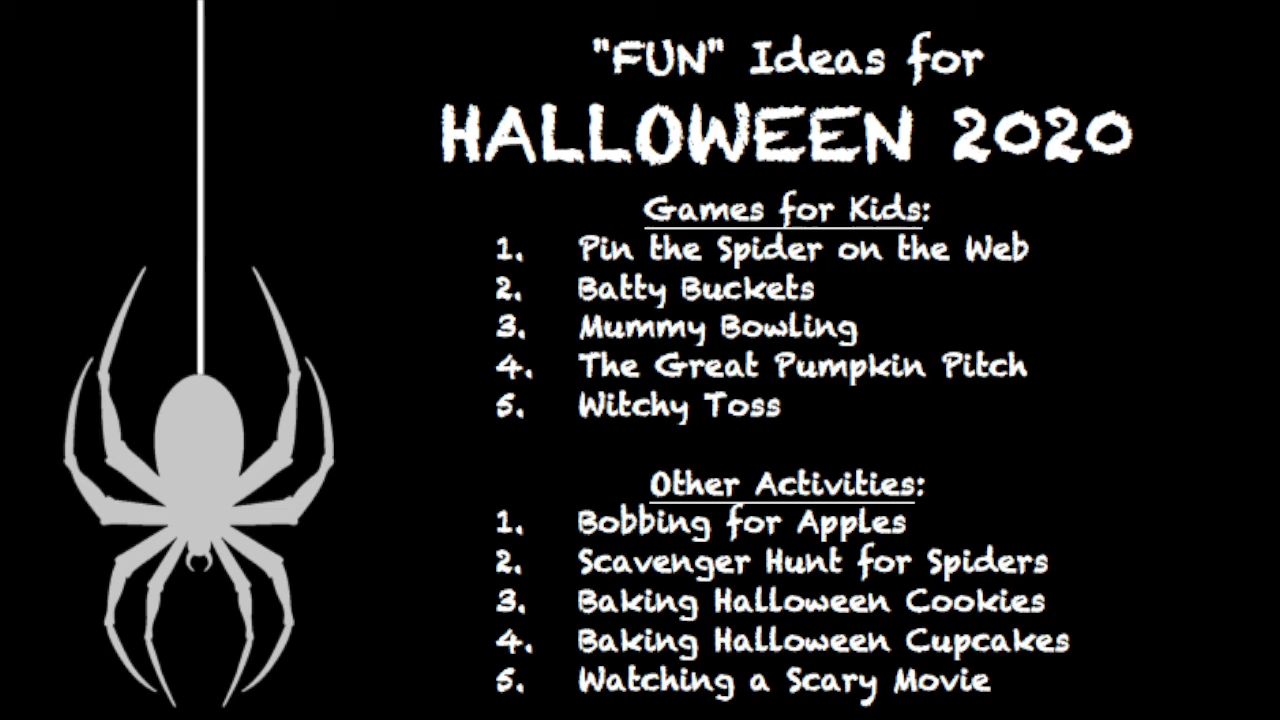 "FUN" Ideas for
HALLOWEEN 2020
Games for Kids:
1. Pin the Spider on the Web
2. Batty Buckets
3. Mummy Bowling
4. The Great Pumpkin Pitch
5. Witchy Toss
Other Activities:
1. Bobbing for Apples
2. Scavenger Hunt for Spiders
3. Baking Halloween Cookies
4. Baking Halloween Cupcakes
5. Watching a Scary Movie